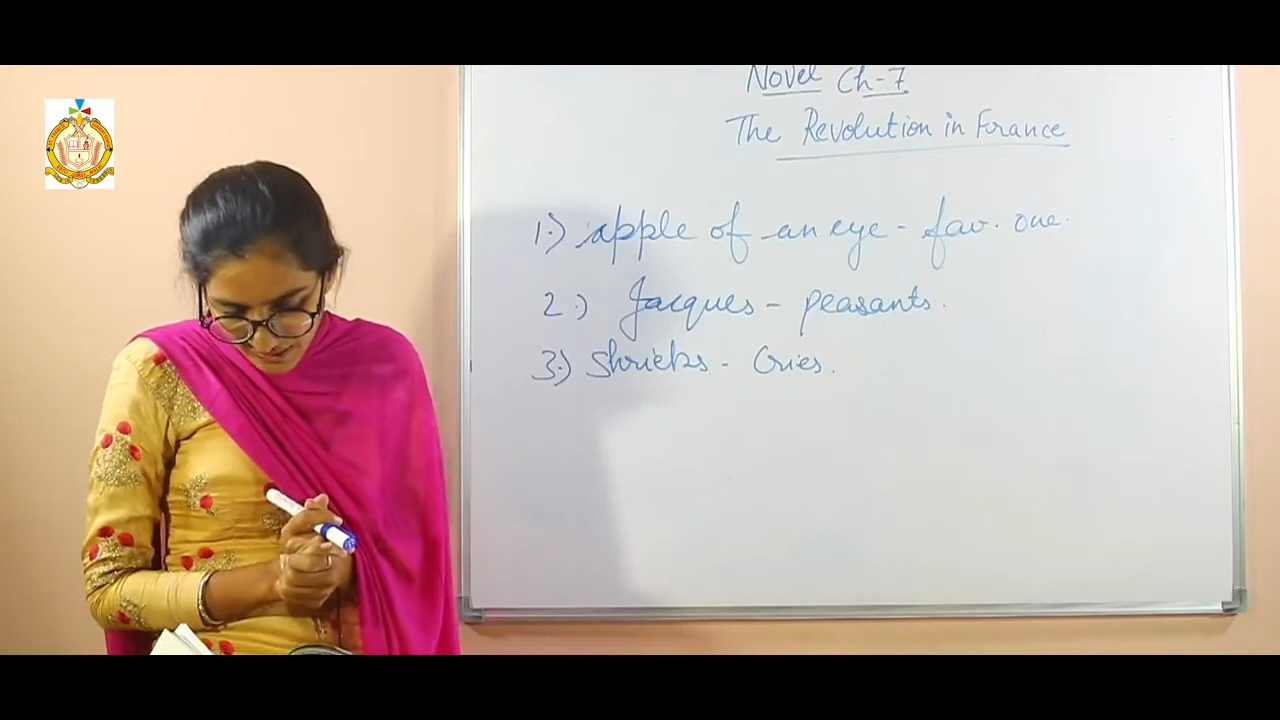 Novel Ch-7
The Revolution in France
1.) apple of an eye - fav. one.
2.) Jacques - peasants.
3.) Shrieks - Cries.